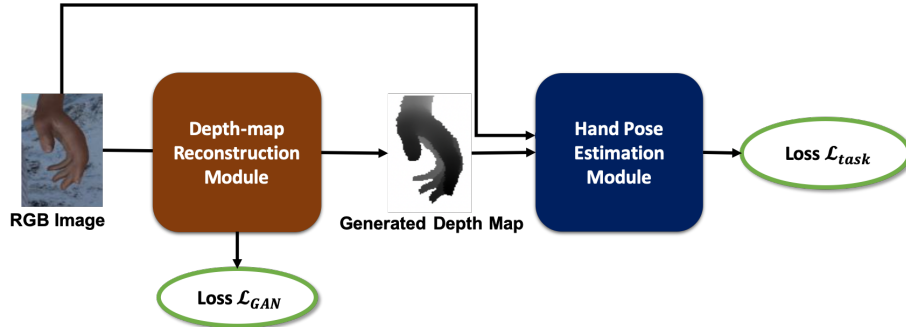 Depth-map
Reconstruction
Module
Hand Pose
Estimation
Module
Loss ℒ_task
RGB Image
Generated Depth Map
Loss ℒ_GAN